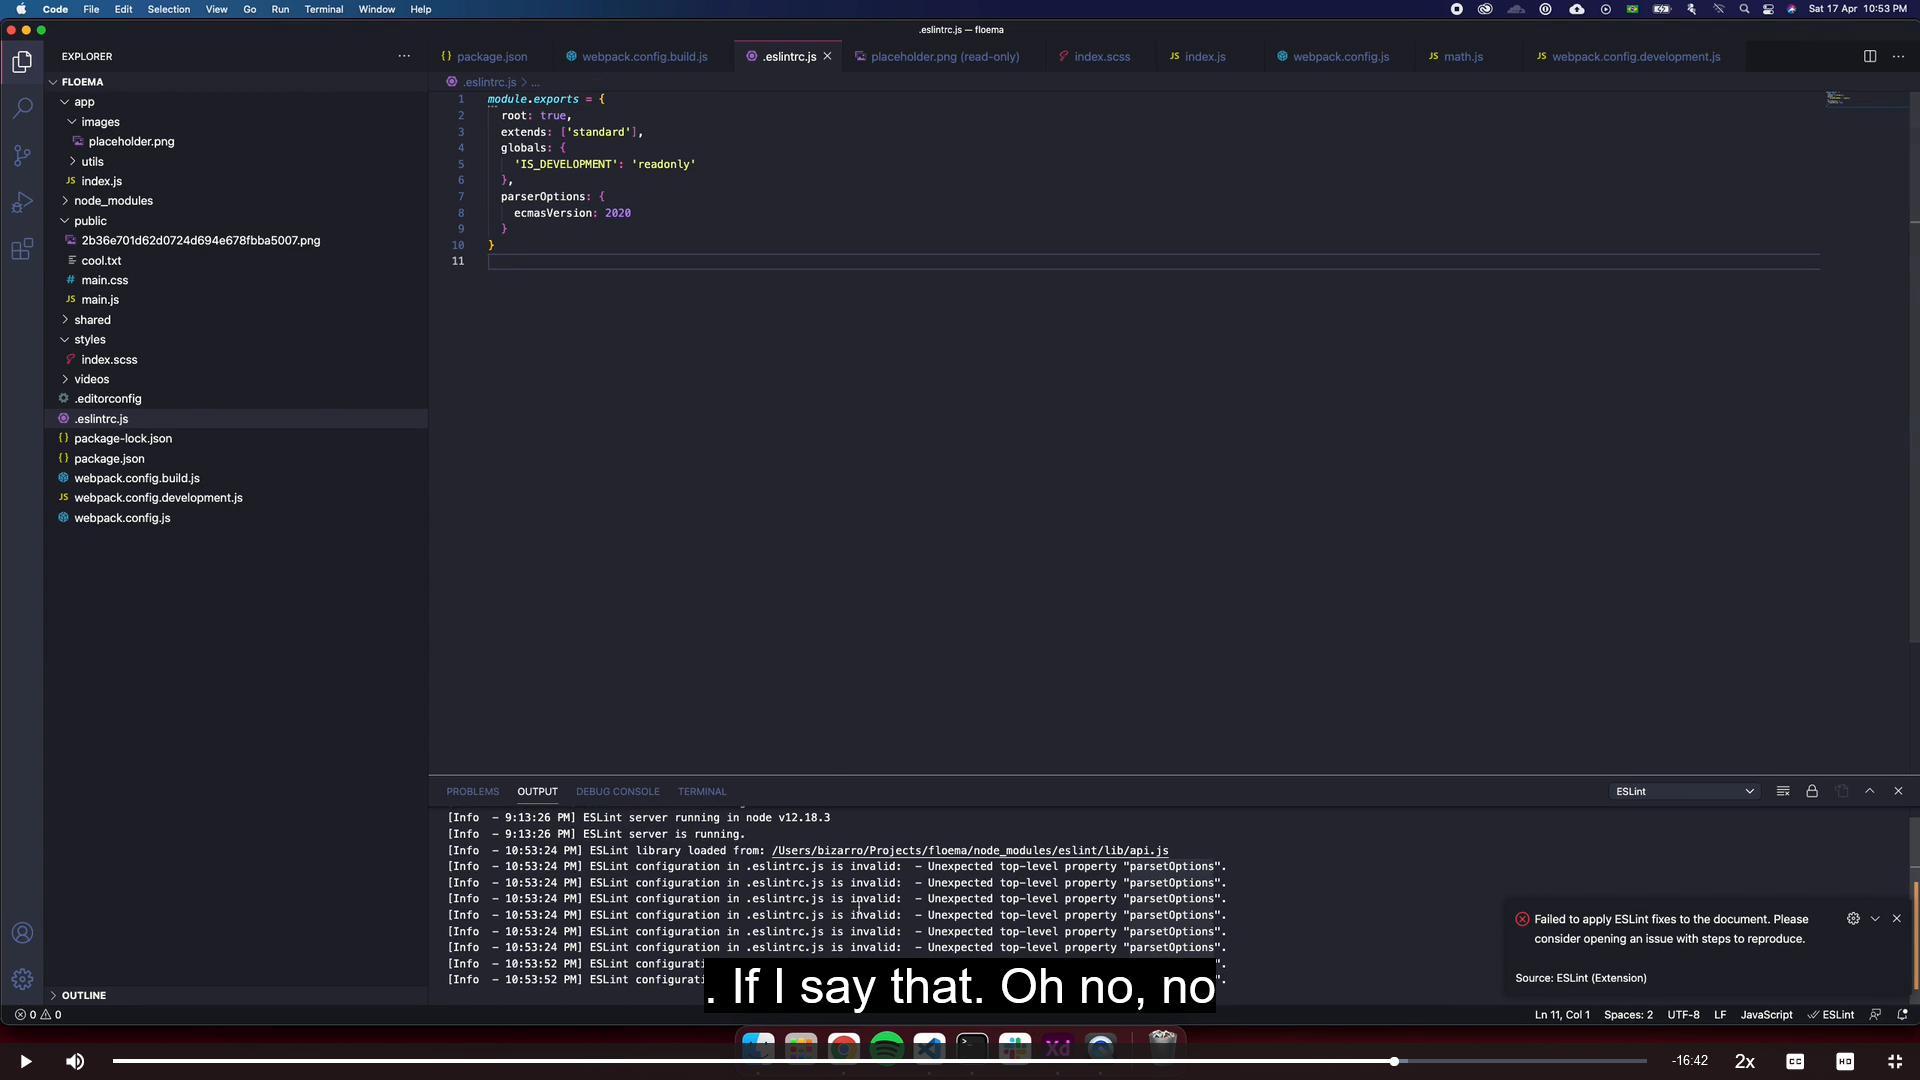 Code File Edit Selection View Go Run Terminal Window Help
Sat 17 Apr 10:53 PM
.eslintrc.js — floema
EXPLORER
FLOEMA
app
images
placeholder.png
utils
index.js
node_modules
public
2b36e701d62d0724d694e678fbba5007.png
cool.txt
main.css
main.js
shared
styles
index.scss
videos
.editorconfig
.eslintrc.js
package-lock.json
package.json
webpack.config.build.js
webpack.config.development.js
webpack.config.js
OUTLINE
package.json webpack.config.build.js .eslintrc.js placeholder.png (read-only) index.scss index.js webpack.config.js math.js webpack.config.development.js
.eslintrc.js > ...
1 module.exports = {
2 root: true,
3 extends: ['standard'],
4 globals: {
5 'IS_DEVELOPMENT': 'readonly'
6 },
7 parserOptions: {
8 ecmasVersion: 2020
9 }
10 }
11
PROBLEMS OUTPUT DEBUG CONSOLE TERMINAL
ESLint
[Info - 9:13:26 PM] ESLint server running in node v12.18.3
[Info - 9:13:26 PM] ESLint server is running.
[Info - 10:53:24 PM] ESLint library loaded from: /Users/bizarro/Projects/floema/node_modules/eslint/lib/api.js
[Info - 10:53:24 PM] ESLint configuration in .eslintrc.js is invalid: - Unexpected top-level property "parsetOptions".
[Info - 10:53:24 PM] ESLint configuration in .eslintrc.js is invalid: - Unexpected top-level property "parsetOptions".
[Info - 10:53:24 PM] ESLint configuration in .eslintrc.js is invalid: - Unexpected top-level property "parsetOptions".
[Info - 10:53:24 PM] ESLint configuration in .eslintrc.js is invalid: - Unexpected top-level property "parsetOptions".
[Info - 10:53:24 PM] ESLint configuration in .eslintrc.js is invalid: - Unexpected top-level property "parsetOptions".
[Info - 10:53:24 PM] ESLint configuration in .eslintrc.js is invalid: - Unexpected top-level property "parsetOptions".
[Info - 10:53:52 PM] ESLint ".
[Info - 10:53:52 PM] ESLint ".
Failed to apply ESLint fixes to the document. Please
consider opening an issue with steps to reproduce.
Source: ESLint (Extension)
. If I say that. Oh no, no
0 0
Ln 11, Col 1 Spaces: 2 UTF-8 LF JavaScript ESLint
Xd
-16:42 2x CC HD